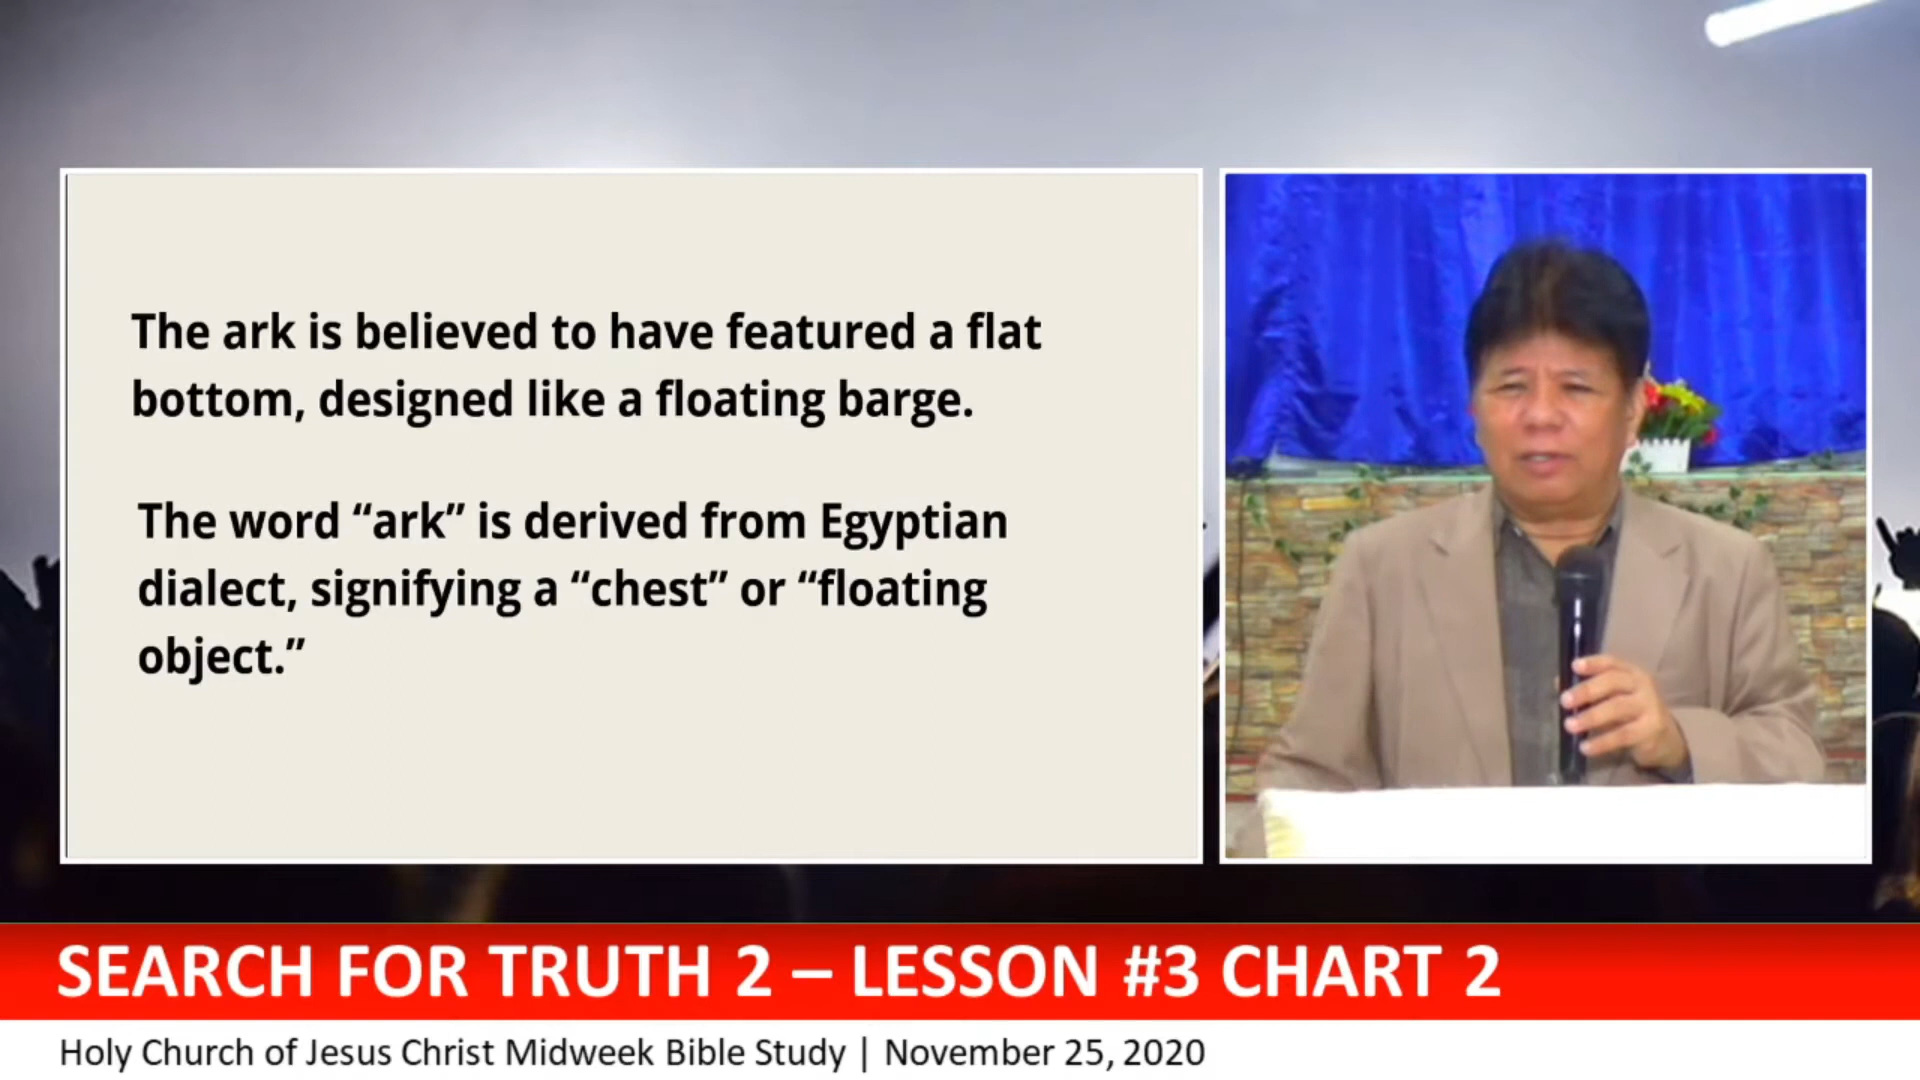 The ark is believed to have featured a flat
bottom, designed like a floating barge.
The word “ark” is derived from Egyptian
dialect, signifying a “chest” or “floating
object.”
SEARCH FOR TRUTH 2 – LESSON #3 CHART 2
Holy Church of Jesus Christ Midweek Bible Study | November 25, 2020